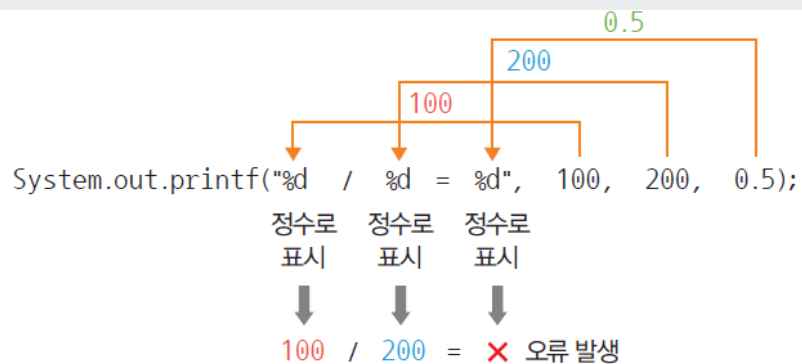 0.5
200
100
System.out.printf("%d / %d = %d", 100, 200, 0.5);
정수로 정수로 정수로
표시 표시 표시
100 / 200 = ✕ 오류 발생